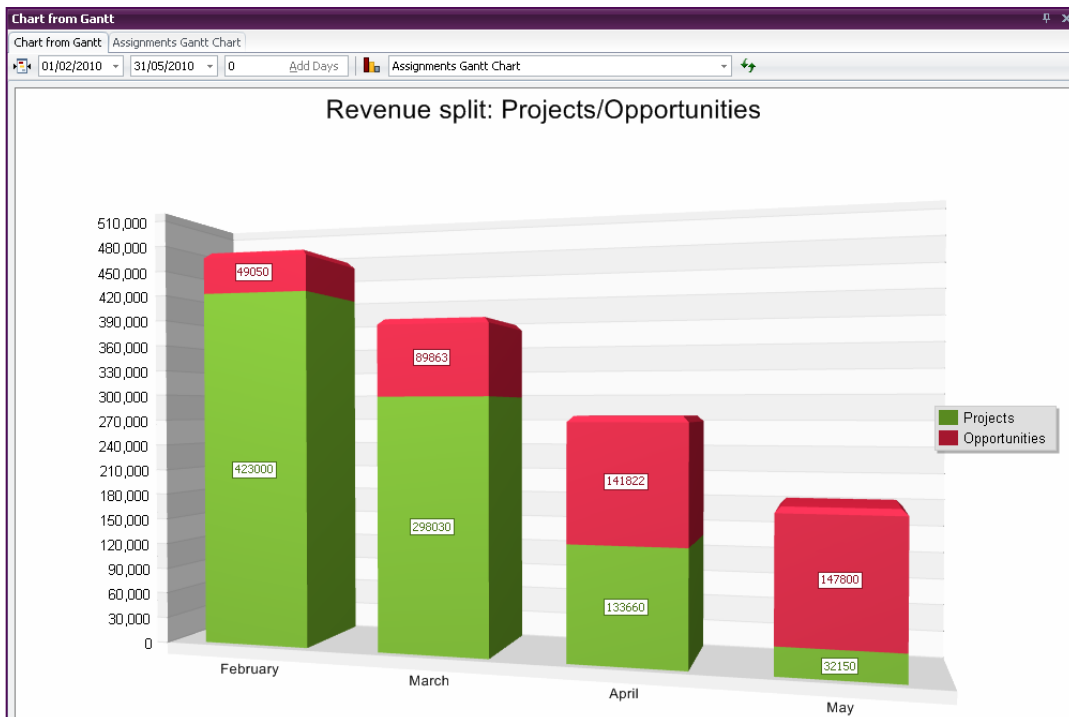 Chart from Gantt
Chart from Gantt Assignments Gantt Chart
01/02/2010 31/05/2010 0 Add Days Assignments Gantt Chart
Revenue split: Projects/Opportunities
510,000
480,000
450,000
420,000
390,000
360,000
330,000
300,000
270,000
240,000
210,000
180,000
150,000
120,000
90,000
60,000
30,000
0
49050
423000
89863
298030
141822
133660
147800
32150
February
March
April
May
Projects
Opportunities